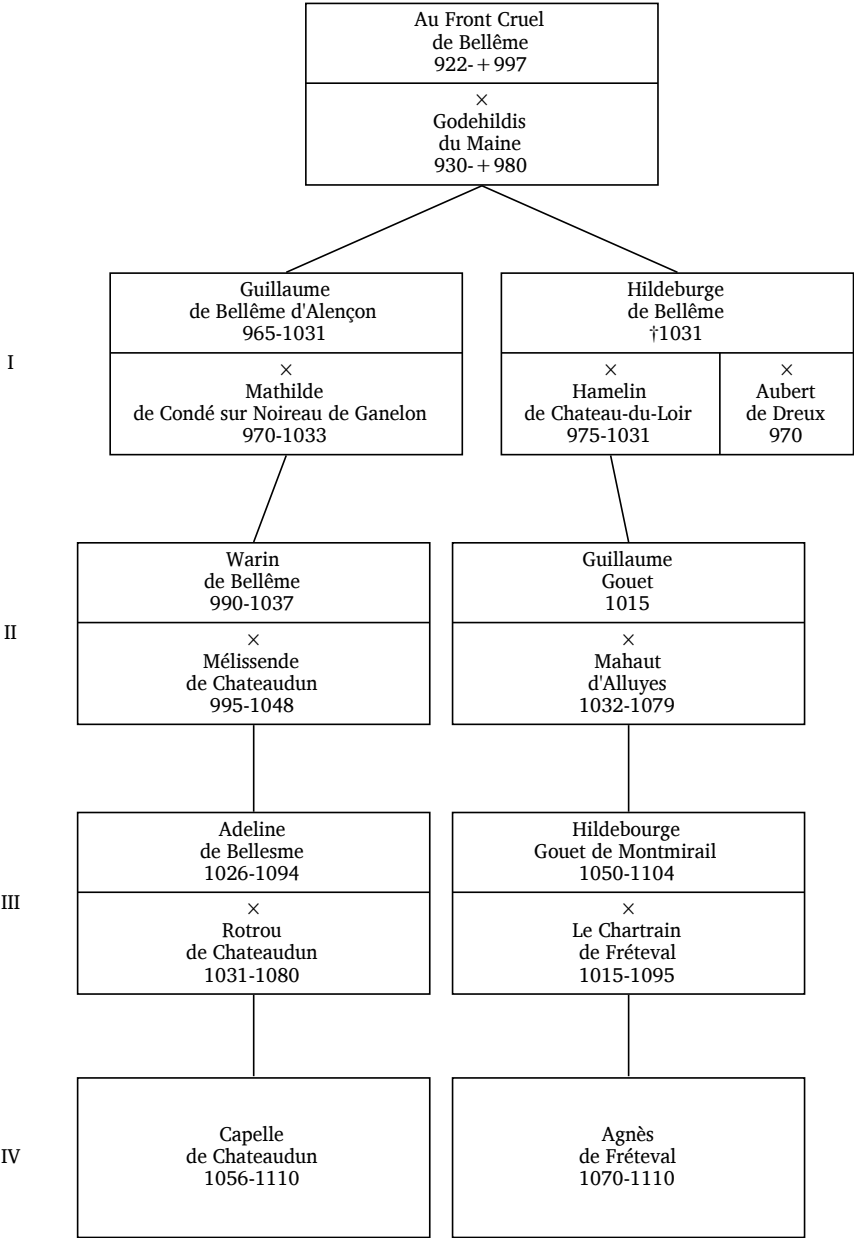 Au Front Cruel
de Bellême
922-+997
×
Godehildis
du Maine
930-+980
I
Guillaume
de Bellême d'Alençon
965-1031
×
Mathilde
de Condé sur Noireau de Ganelon
970-1033
Hildeburge
de Bellême
†1031
×
Hamelin
de Chateau-du-Loir
975-1031
×
Aubert
de Dreux
970
II
Warin
de Bellême
990-1037
×
Mélissende
de Chateaudun
995-1048
Guillaume
Gouet
1015
×
Mahaut
d'Alluyes
1032-1079
III
Adeline
de Bellesme
1026-1094
×
Rotrou
de Chateaudun
1031-1080
Hildebourge
Gouet de Montmirail
1050-1104
×
Le Chartrain
de Fréteval
1015-1095
IV
Capelle
de Chateaudun
1056-1110
Agnès
de Fréteval
1070-1110